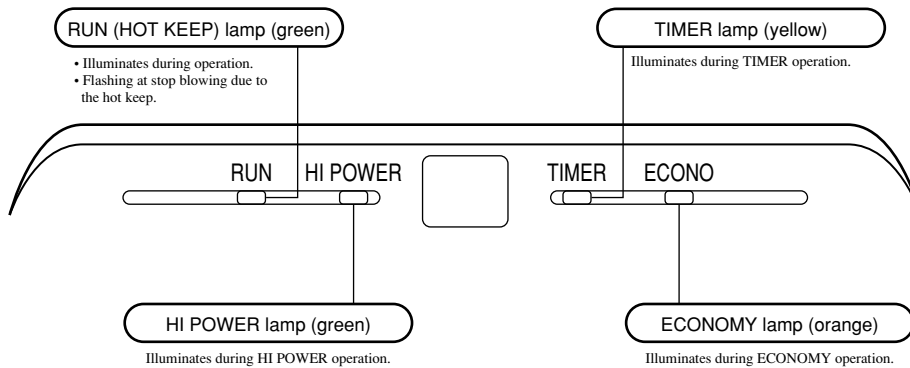 RUN (HOT KEEP) lamp (green)
• Illuminates during operation.
• Flashing at stop blowing due to
the hot keep.
TIMER lamp (yellow)
Illuminates during TIMER operation.
RUN HI POWER TIMER ECONO
HI POWER lamp (green)
Illuminates during HI POWER operation.
ECONOMY lamp (orange)
Illuminates during ECONOMY operation.